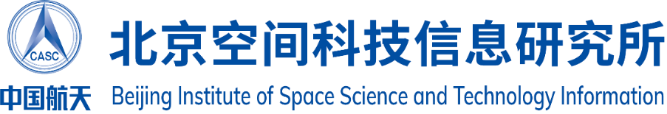 CASC
中国航天
北京空间科技信息研究所
Beijing Institute of Space Science and Technology Information